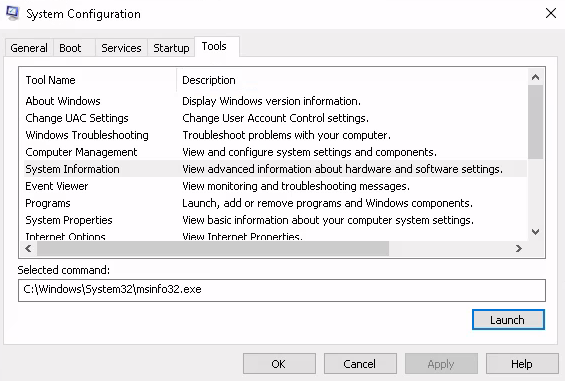 System Configuration
General Boot Services Startup Tools
Tool Name Description
About Windows Display Windows version information.
Change UAC Settings Change User Account Control settings.
Windows Troubleshooting Troubleshoot problems with your computer.
Computer Management View and configure system settings and components.
System Information View advanced information about hardware and software settings.
Event Viewer View monitoring and troubleshooting messages.
Programs Launch, add or remove programs and Windows components.
System Properties View basic information about your computer system settings.
Internet Options View Internet Properties.
Selected command:
C:\Windows\System32\msinfo32.exe
Launch
OK Cancel Apply Help